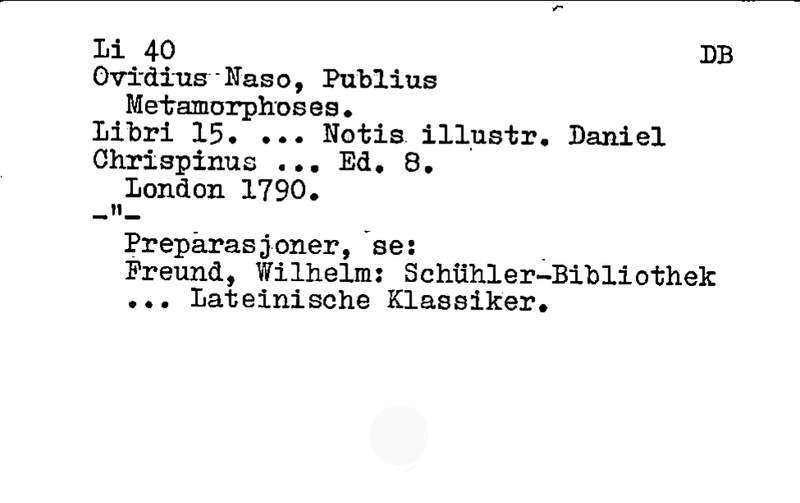 Li 40 DB
Ovidius Naso, Publius
Metamorphoses.
Libri 15. ... Notis illustr. Daniel
Chrispinus ... Ed. 8.
London 1790.
-"-
Preparasjoner, se:
Freund, Wilhelm: Schühler-Bibliothek
... Lateinische Klassiker.